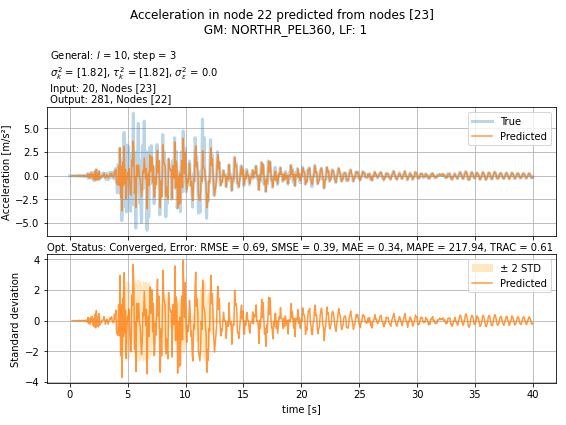 Acceleration in node 22 predicted from nodes [23]
GM: NORTHR_PEL360, LF: 1
General: l = 10, step = 3
σ²ₖ = [1.82], τ²ₖ = [1.82], σ²ε = 0.0
Input: 20, Nodes [23]
Output: 281, Nodes [22]
Acceleration [m/s²]
5.0
2.5
0.0
−2.5
−5.0
True
Predicted
Opt. Status: Converged, Error: RMSE = 0.69, SMSE = 0.39, MAE = 0.34, MAPE = 217.94, TRAC = 0.61
Standard deviation
4
2
0
−2
−4
± 2 STD
Predicted
0 5 10 15 20 25 30 35 40
time [s]